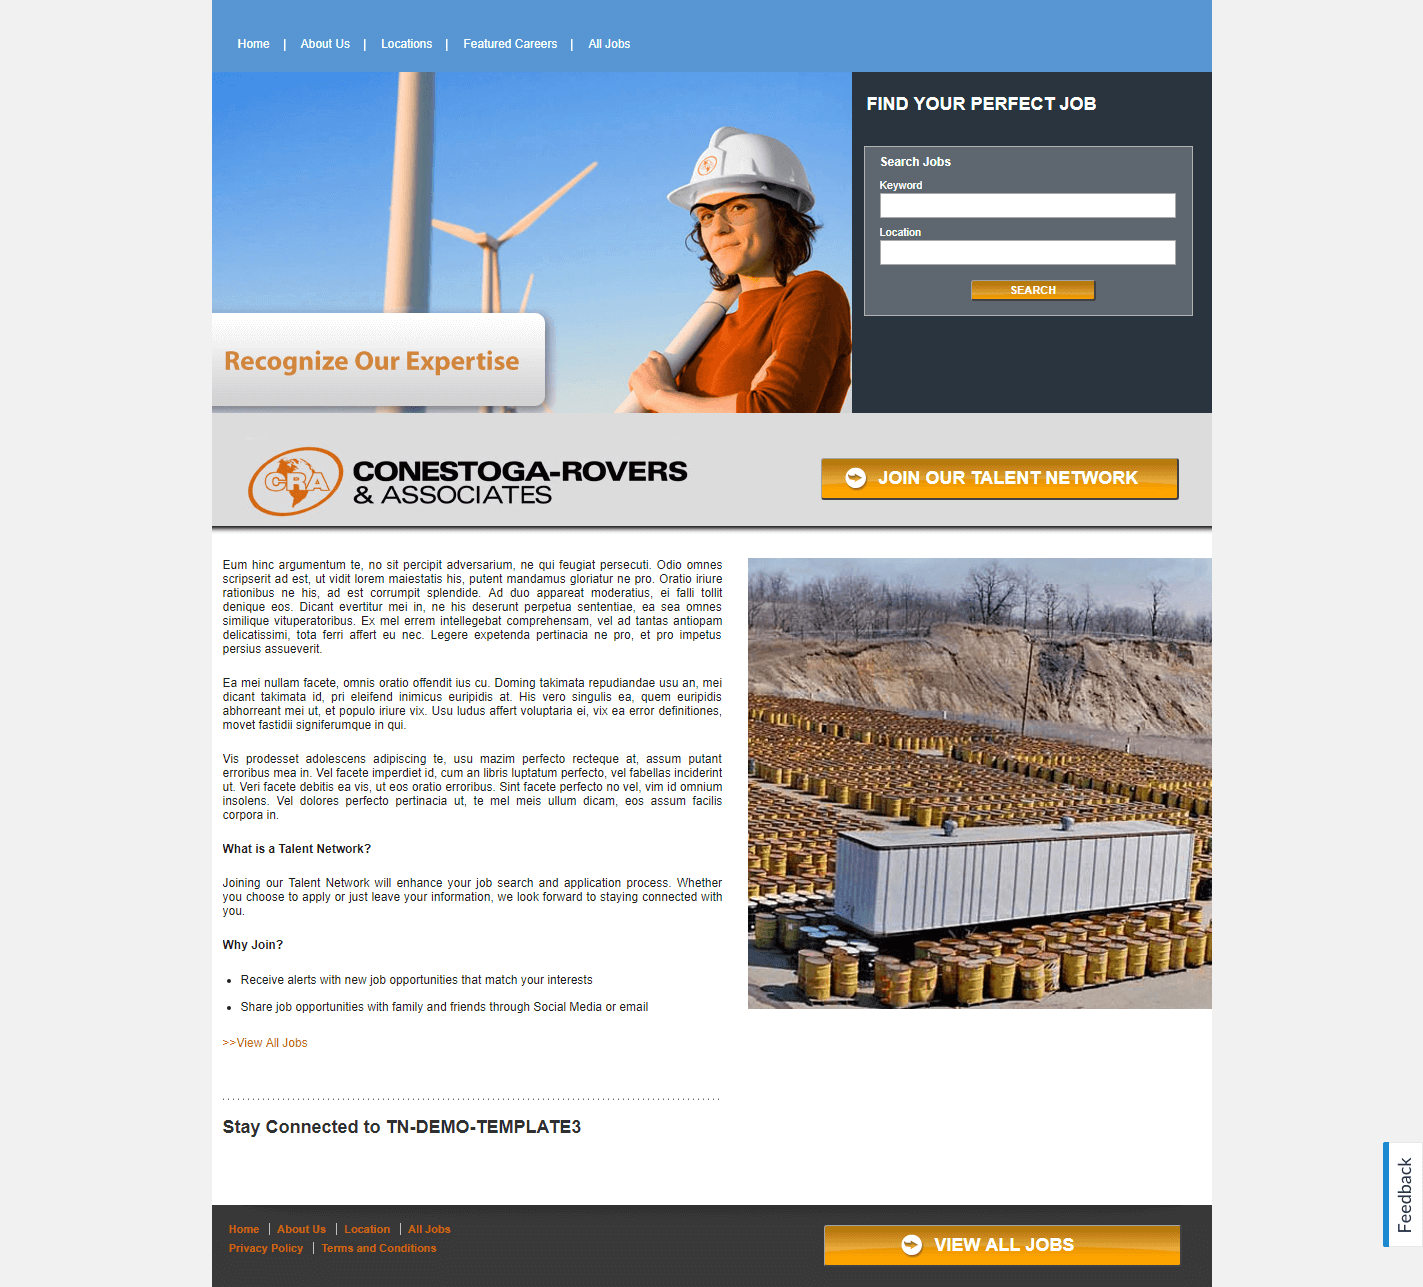 Home | About Us | Locations | Featured Careers | All Jobs
FIND YOUR PERFECT JOB
Search Jobs
Keyword
Location
SEARCH
Recognize Our Expertise
CRA
CONESTOGA-ROVERS
& ASSOCIATES
JOIN OUR TALENT NETWORK
Eum hinc argumentum te, no sit percipit adversarium, ne qui feugiat persecuti. Odio omnes
scripserit ad est, ut vidit lorem maiestatis his, putent mandamus gloriatur ne pro. Oratio iriure
rationibus ne his, ad est corrumpit splendide. Ad duo appareat moderatius, ei falli tollit
denique eos. Dicant evertitur mei in, ne his deserunt perpetua sententiae, ea sea omnes
similique vituperatoribus. Ex mel errem intellegebat comprehensam, vel ad tantas antiopam
delicatissimi, tota ferri affert eu nec. Legere expetenda pertinacia ne pro, et pro impetus
persius assueverit.
Ea mei nullam facete, omnis oratio offendit ius cu. Doming takimata repudiandae usu an, mei
dicant takimata id, pri eleifend inimicus euripidis at. His vero singulis ea, quem euripidis
abhorreant mei ut, et populo iriure vix. Usu ludus affert voluptaria ei, vix ea error definitiones,
movet fastidii signiferumque in qui.
Vis prodesset adolescens adipiscing te, usu mazim perfecto recteque at, assum putant
erroribus mea in. Vel facete imperdiet id, cum an libris luptatum perfecto, vel fabellas inciderint
ut. Veri facete debitis ea vis, ut eos oratio erroribus. Sint facete perfecto no vel, vim id omnium
insolens. Vel dolores perfecto pertinacia ut, te mel meis ullum dicam, eos assum facilis
corpora in.
What is a Talent Network?
Joining our Talent Network will enhance your job search and application process. Whether
you choose to apply or just leave your information, we look forward to staying connected with
you.
Why Join?
• Receive alerts with new job opportunities that match your interests
• Share job opportunities with family and friends through Social Media or email
>>View All Jobs
Stay Connected to TN-DEMO-TEMPLATE3
Feedback
Home | About Us | Location | All Jobs
Privacy Policy | Terms and Conditions
VIEW ALL JOBS